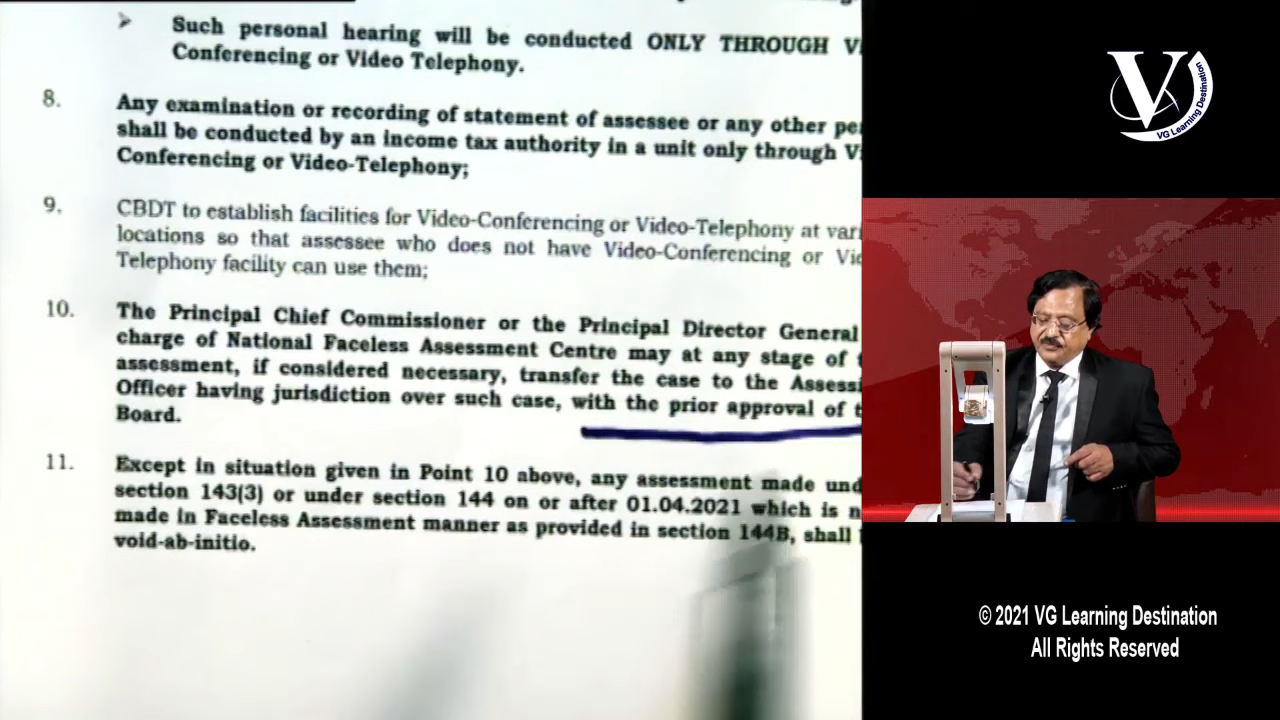 Such personal hearing will be conducted ONLY THROUGH
Conferencing or Video Telephony.
8. Any examination or recording of statement of assessee or any other
shall be conducted by an income tax authority in a unit only through
Conferencing or Video-Telephony;
9. CBDT to establish facilities for Video-Conferencing or Video-Telephony at
locations so that assessee who does not have Video-Conferencing or
Telephony facility can use them;
10. The Principal Chief Commissioner or the Principal Director General
charge of National Faceless Assessment Centre may at any stage of
assessment, if considered necessary, transfer the case to the
Officer having jurisdiction over such case, with the prior approval of
Board.
11. Except in situation given in Point 10 above, any assessment made
section 143(3) or under section 144 on or after 01.04.2021 which is
made in Faceless Assessment manner as provided in section 144B, shall
void-ab-initio.
V
VG Learning Destination
© 2021 VG Learning Destination
All Rights Reserved